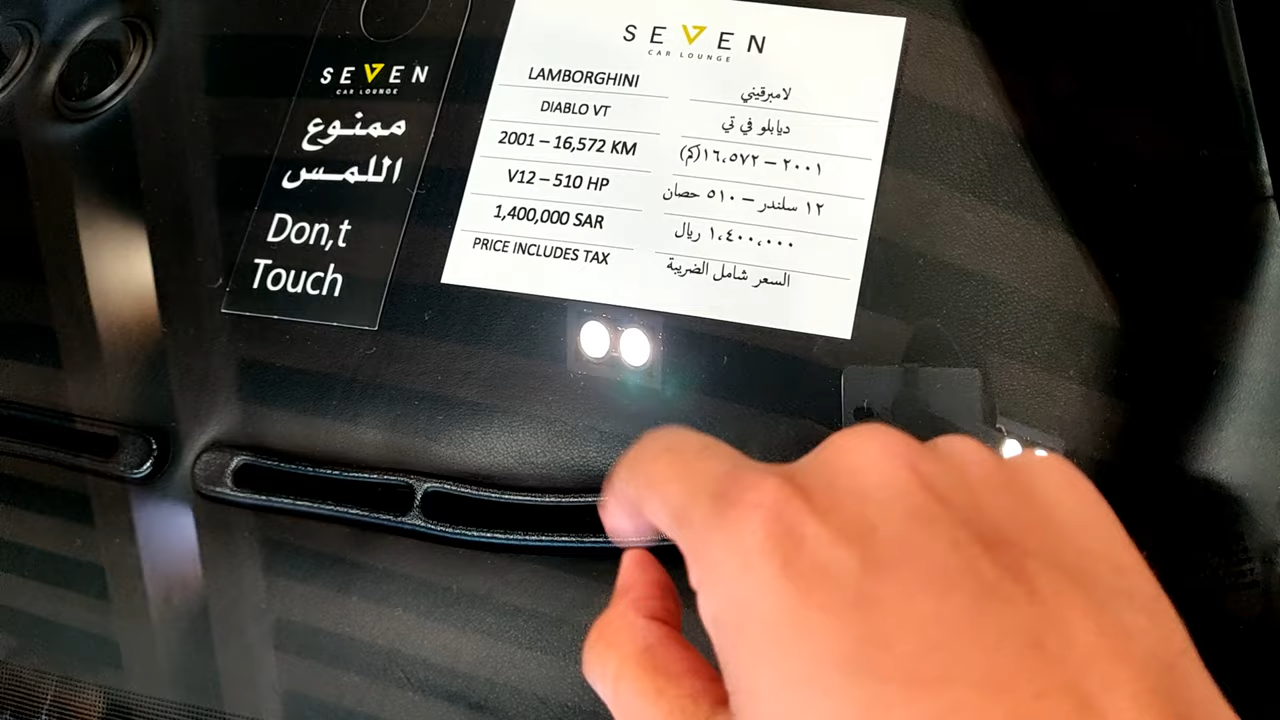 SEVEN
CAR LOUNGE
ممنوع
اللمس
Don,t
Touch
SEVEN
CAR LOUNGE
LAMBORGHINI
لامبرقيني
DIABLO VT
ديابلو في تي
2001 – 16,572 KM
٢٠٠١ – ١٦،٥٧٢(كم)
V12 – 510 HP
١٢ سلندر – ٥١٠ حصان
1,400,000 SAR
١،٤٠٠،٠٠٠ ريال
PRICE INCLUDES TAX
السعر شامل الضريبة